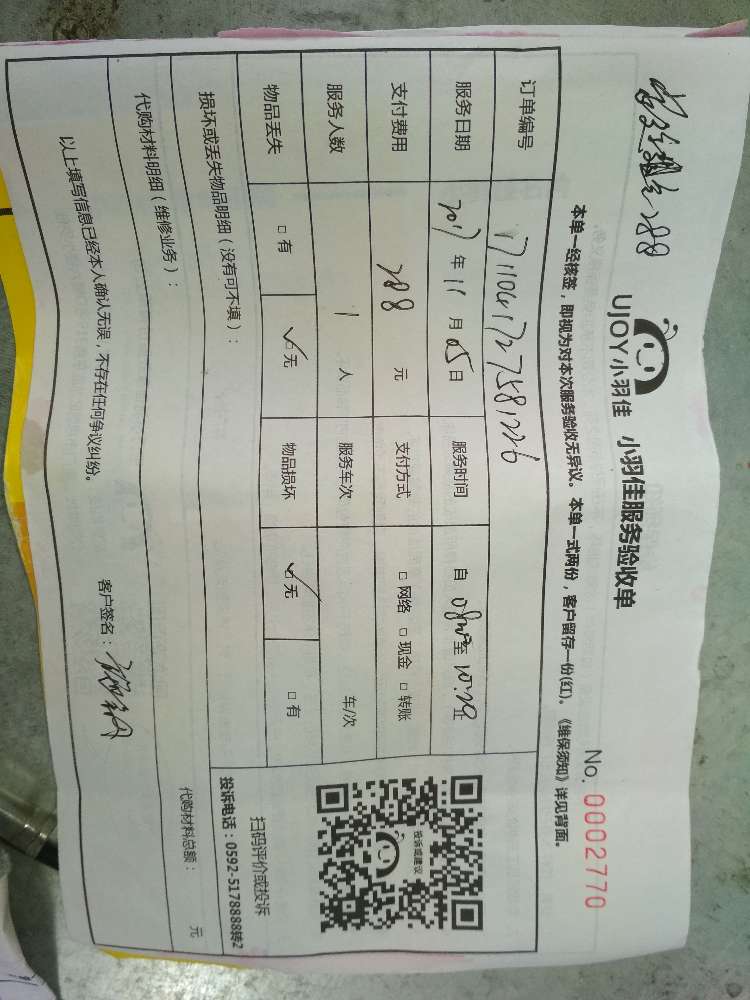 UJOY小羽佳 小羽佳服务验收单
No. 0002770
本单一经核签，即视为对本次服务验收无异议。本单一式两份，客户留存一份(红)。《维保须知》详见背面。
订单编号
服务日期 2017 年 11 月 05 日 服务时间 自 至 10:29 止
支付费用 288 元 支付方式 □ 网络 □ 现金 □ 转账
服务人数 1 人 服务车次 车/次
物品丢失 □ 有 ☑ 无 物品损坏 ☑ 无 □ 有
投诉或建议
扫码评价或投诉
投诉电话：0592-5178888转2
损坏或丢失物品明细（没有可不填）：
代购材料明细（维修业务）：
代购材料总额： 元
以上填写信息已经本人确认无误，不存在任何争议纠纷。 客户签名：